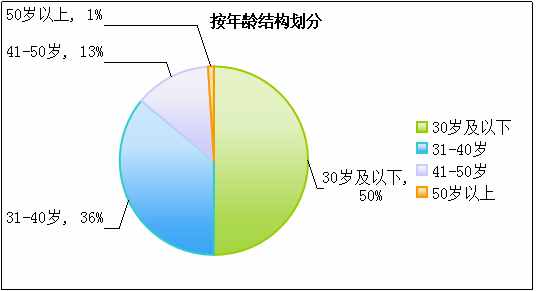 按年龄结构划分
50岁以上, 1%
41-50岁, 13%
31-40岁, 36%
30岁及以下,
50%
30岁及以下
31-40岁
41-50岁
50岁以上